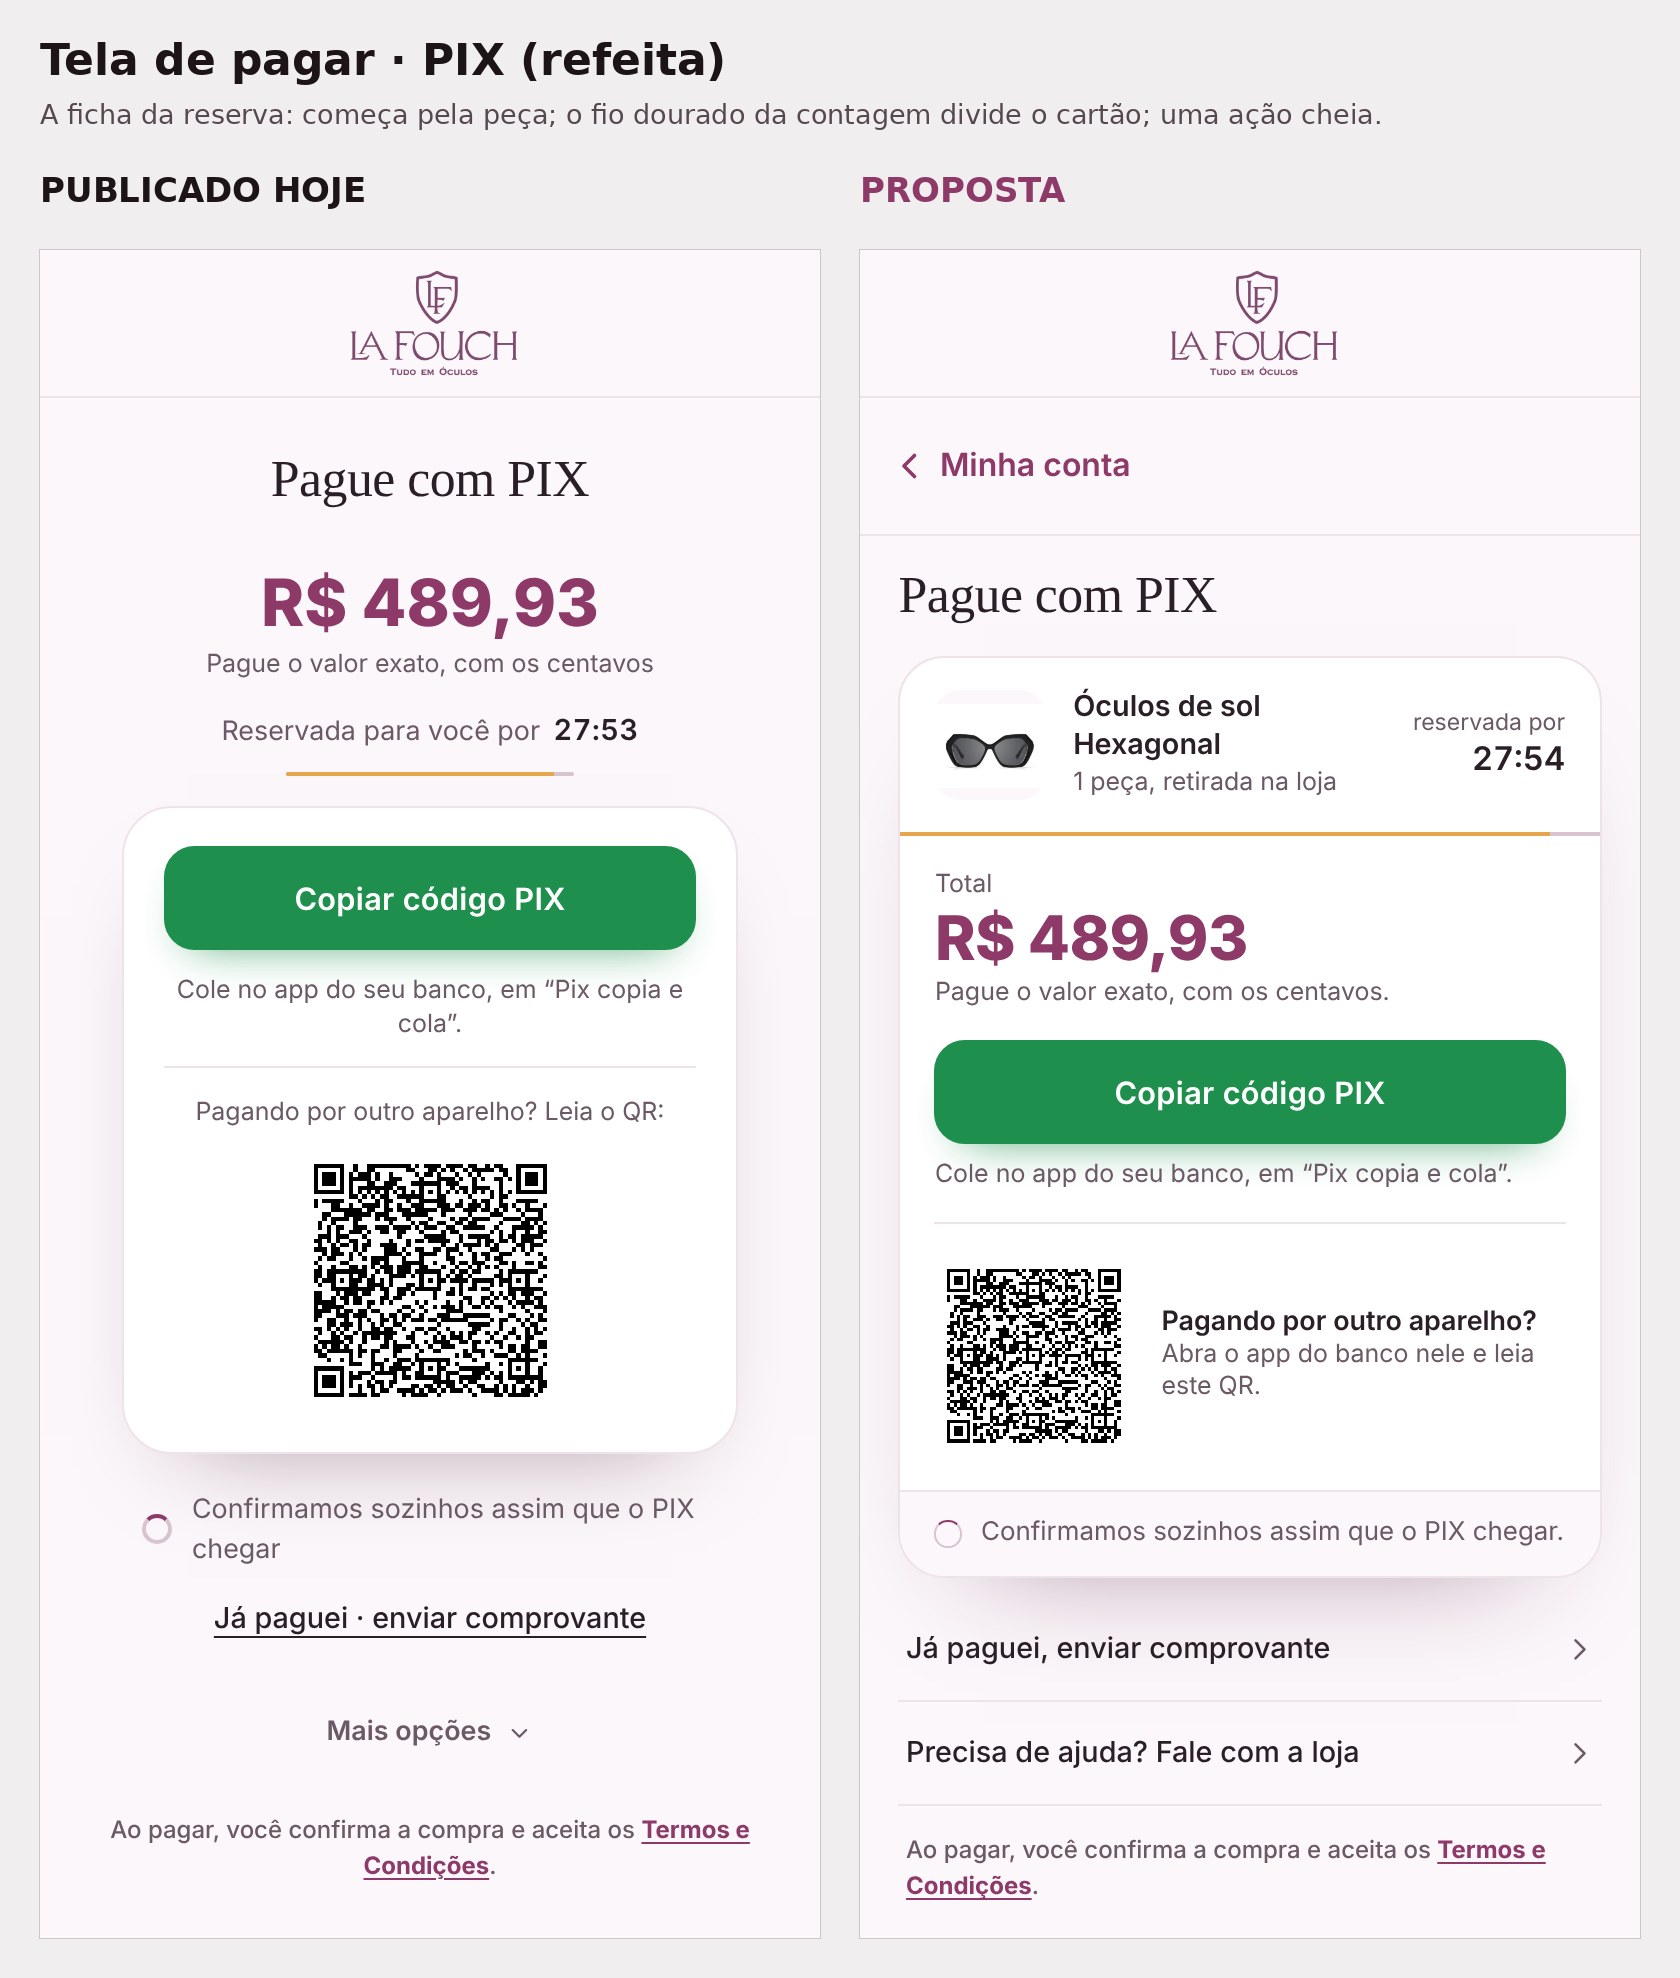 Tela de pagar · PIX (refeita)
A ficha da reserva: começa pela peça; o fio dourado da contagem divide o cartão; uma ação cheia.
PUBLICADO HOJE
LF
LA FOUCH
Tudo em Óculos
Pague com PIX
R$ 489,93
Pague o valor exato, com os centavos
Reservada para você por 27:53
Copiar código PIX
Cole no app do seu banco, em “Pix copia e
cola”.
Pagando por outro aparelho? Leia o QR:
Confirmamos sozinhos assim que o PIX
chegar
Já paguei · enviar comprovante
Mais opções
Ao pagar, você confirma a compra e aceita os Termos e
Condições.
PROPOSTA
LF
LA FOUCH
Tudo em Óculos
Minha conta
Pague com PIX
Óculos de sol
Hexagonal
1 peça, retirada na loja
reservada por
27:54
Total
R$ 489,93
Pague o valor exato, com os centavos.
Copiar código PIX
Cole no app do seu banco, em “Pix copia e cola”.
Pagando por outro aparelho?
Abra o app do banco nele e leia
este QR.
Confirmamos sozinhos assim que o PIX chegar.
Já paguei, enviar comprovante
Precisa de ajuda? Fale com a loja
Ao pagar, você confirma a compra e aceita os Termos e
Condições.